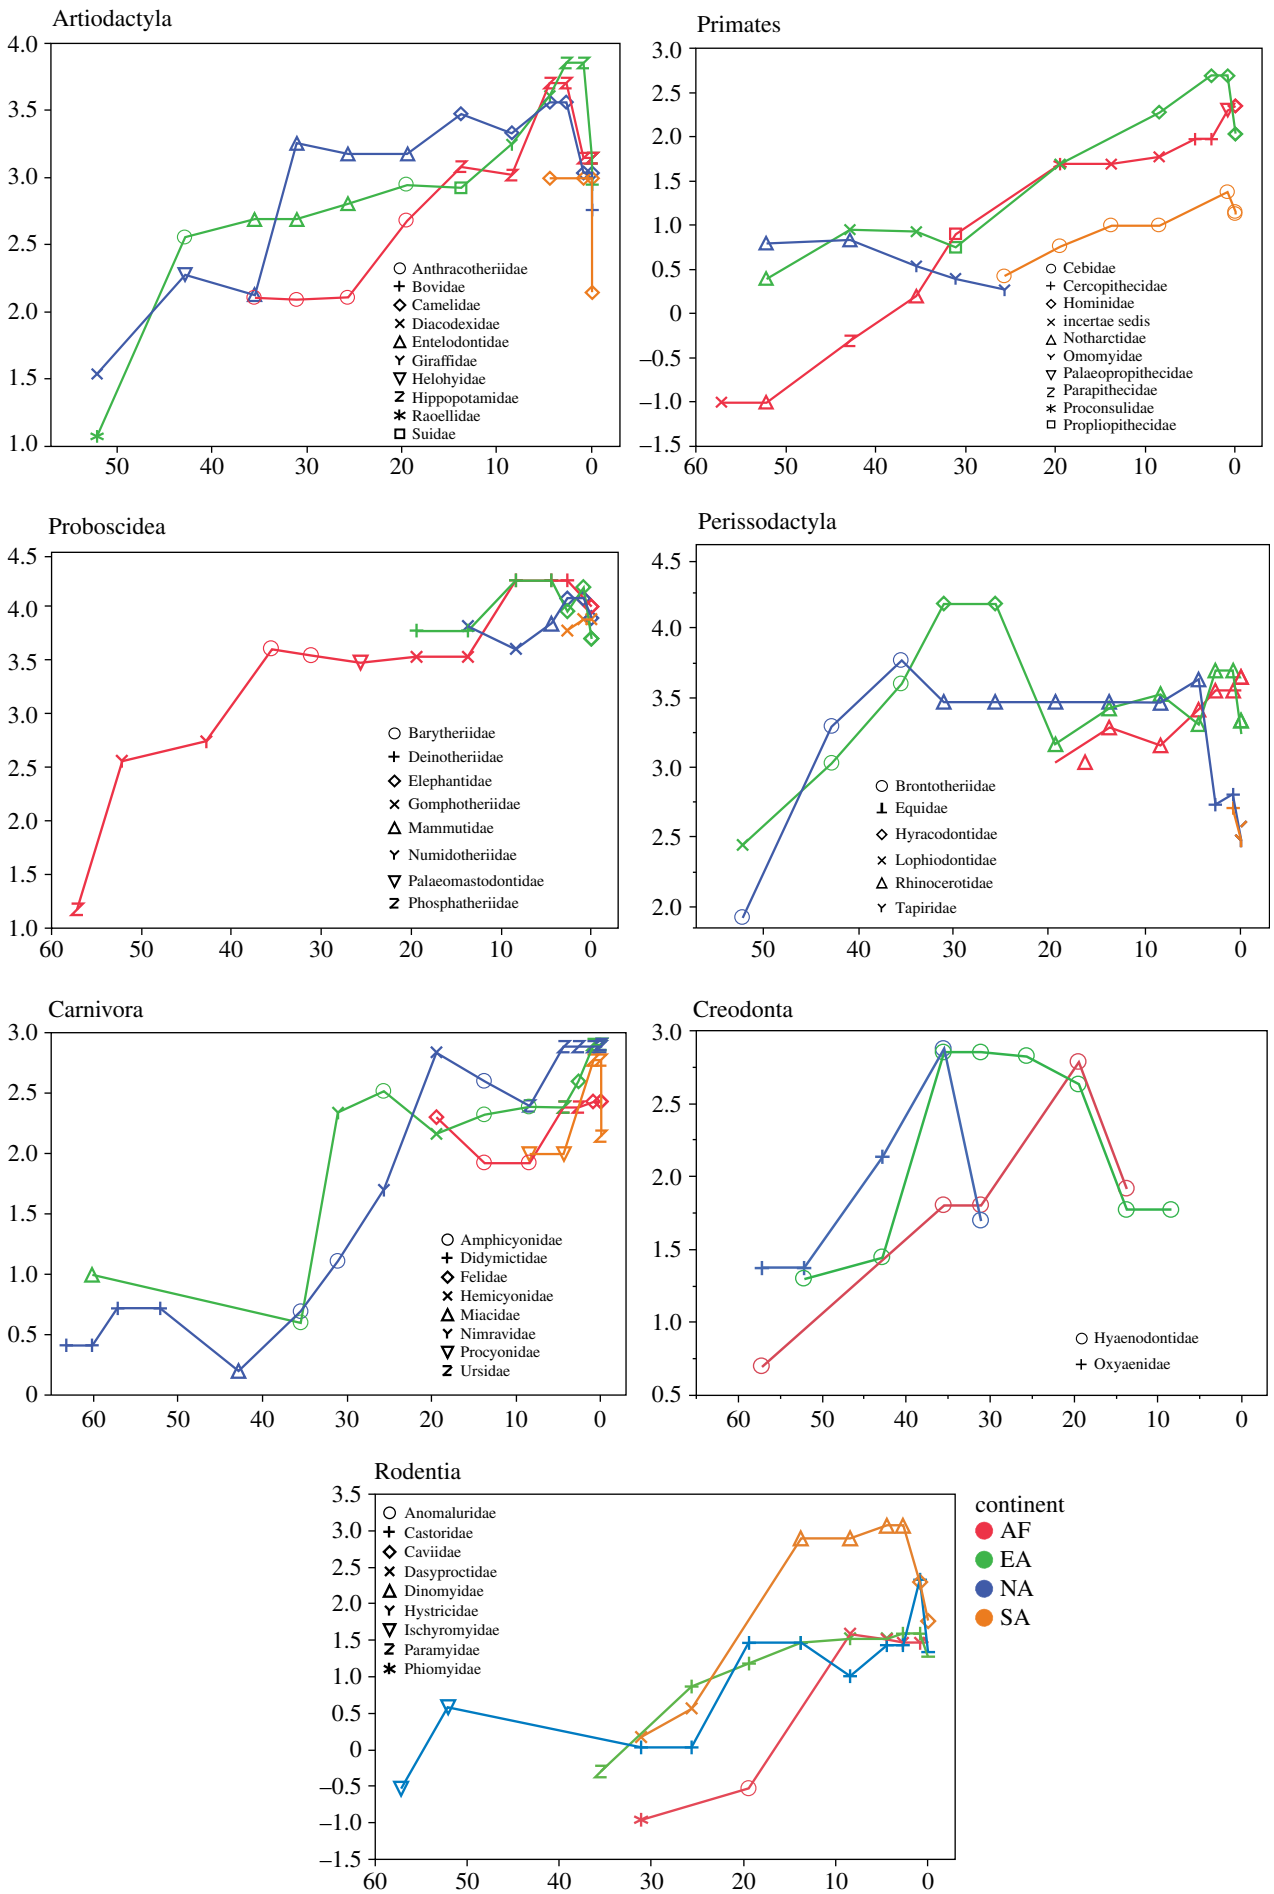 Artiodactyla
4.0
3.5
3.0
2.5
2.0
1.5
1.0
50 40 30 20 10 0
Anthracotheriidae
Bovidae
Camelidae
Diacodexidae
Entelodontidae
Giraffidae
Helohyidae
Hippopotamidae
Raoellidae
Suidae
Primates
3.0
2.5
2.0
1.5
1.0
0.5
0
–0.5
–1.0
–1.5
60 50 40 30 20 10 0
Cebidae
Cercopithecidae
Hominidae
incertae sedis
Notharctidae
Omomyidae
Palaeopropithecidae
Parapithecidae
Proconsulidae
Propliopithecidae
Proboscidea
4.5
4.0
3.5
3.0
2.5
2.0
1.5
1.0
60 50 40 30 20 10 0
Barytheriidae
Deinotheriidae
Elephantidae
Gomphotheriidae
Mammutidae
Numidotheriidae
Palaeomastodontidae
Phosphatheriidae
Perissodactyla
4.5
4.0
3.5
3.0
2.5
2.0
50 40 30 20 10 0
Brontotheriidae
Equidae
Hyracodontidae
Lophiodontidae
Rhinocerotidae
Tapiridae
Carnivora
3.0
2.5
2.0
1.5
1.0
0.5
0
60 50 40 30 20 10 0
Amphicyonidae
Didymictidae
Felidae
Hemicyonidae
Miacidae
Nimravidae
Procyonidae
Ursidae
Creodonta
3.0
2.5
2.0
1.5
1.0
0.5
60 50 40 30 20 10 0
Hyaenodontidae
Oxyaenidae
Rodentia
3.5
3.0
2.5
2.0
1.5
1.0
0.5
0
–0.5
–1.0
–1.5
60 50 40 30 20 10 0
Anomaluridae
Castoridae
Caviidae
Dasyproctidae
Dinomyidae
Hystricidae
Ischyromyidae
Paramyidae
Phiomyidae
continent
AF
EA
NA
SA